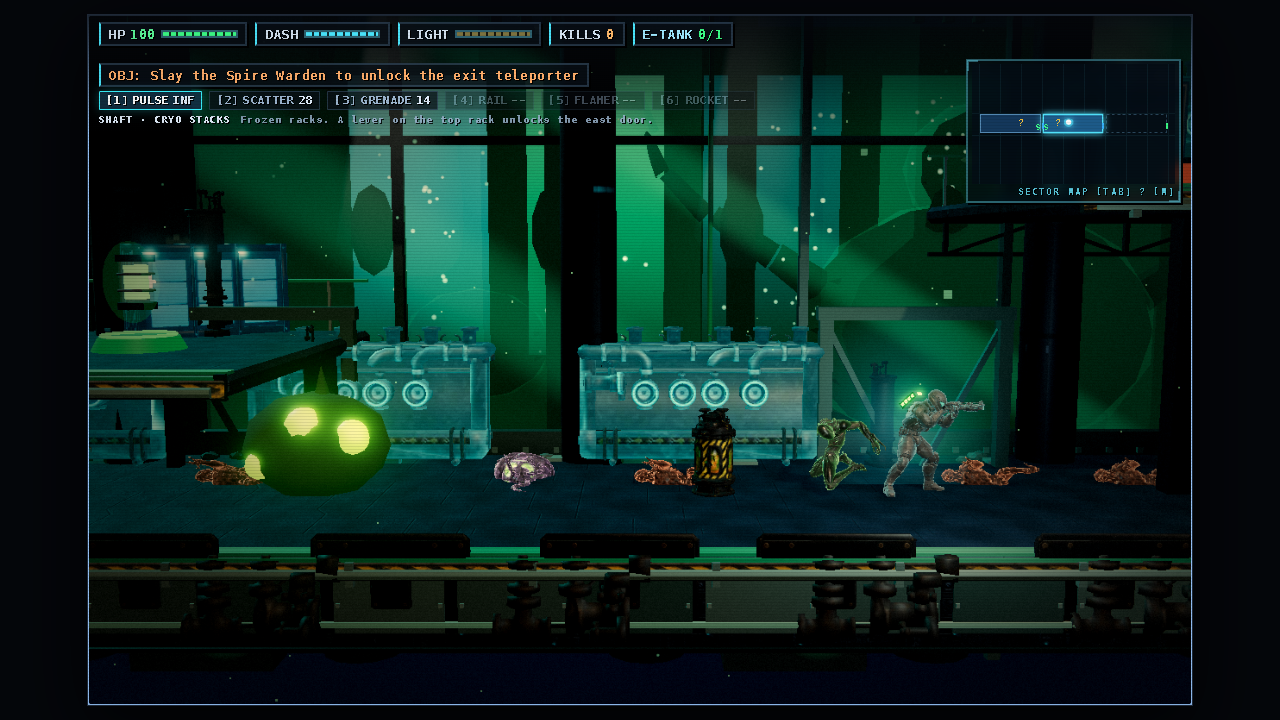 HP 100 DASH LIGHT KILLS 0 E-TANK 0/1
OBJ: Slay the Spire Warden to unlock the exit teleporter
[1] PULSE INF [2] SCATTER 28 [3] GRENADE 14 [4] RAIL -- [5] FLAMER -- [6] ROCKET --
SHAFT · CRYO STACKS Frozen racks. A lever on the top rack unlocks the east door.
? S S ?
SECTOR MAP [TAB] ? [M]